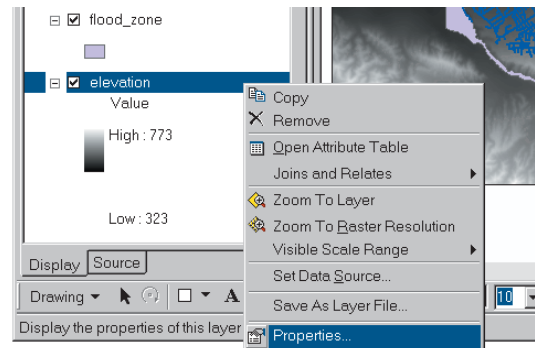 flood_zone
elevation
Value
High : 773
Low : 323
Display Source
Drawing A
Display the properties of this layer
Copy
Remove
Open Attribute Table
Joins and Relates
Zoom To Layer
Zoom To Raster Resolution
Visible Scale Range
Set Data Source...
Save As Layer File...
Properties...
10